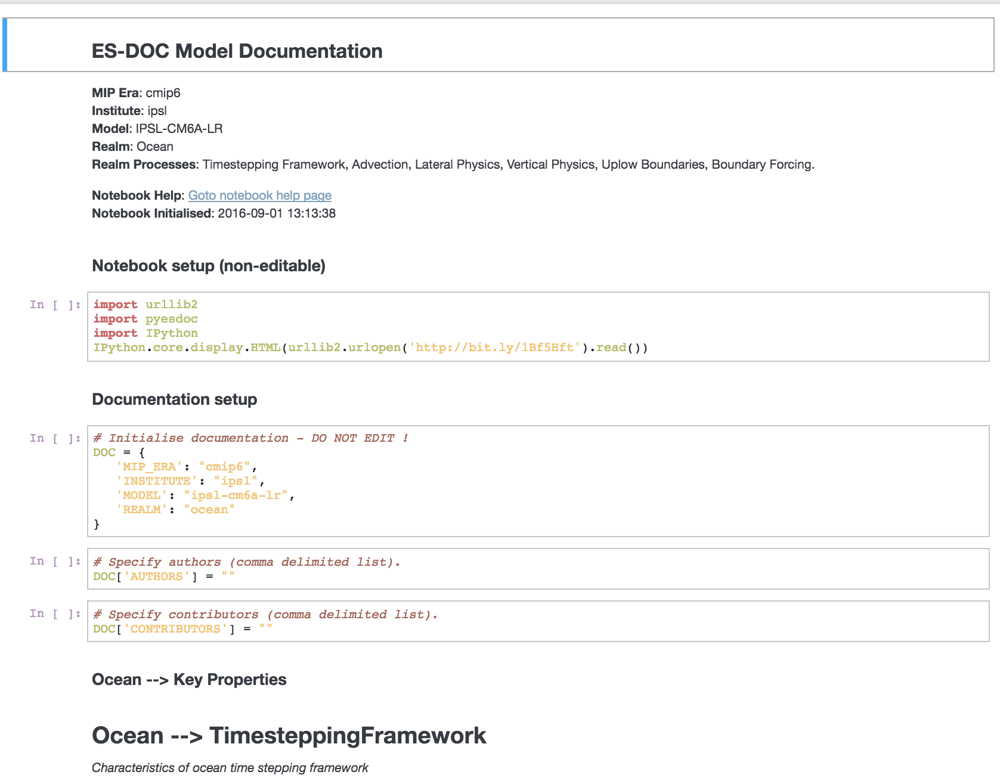 ES-DOC Model Documentation
MIP Era: cmip6
Institute: ipsl
Model: IPSL-CM6A-LR
Realm: Ocean
Realm Processes: Timestepping Framework, Advection, Lateral Physics, Vertical Physics, Uplow Boundaries, Boundary Forcing.
Notebook Help: Goto notebook help page
Notebook Initialised: 2016-09-01 13:13:38
Notebook setup (non-editable)
In [ ]: import urllib2
import pyesdoc
import IPython
IPython.core.display.HTML(urllib2.urlopen('http://bit.ly/1Bf5Hft').read())
Documentation setup
In [ ]: # Initialise documentation - DO NOT EDIT !
DOC = {
'MIP_ERA': "cmip6",
'INSTITUTE': "ipsl",
'MODEL': "ipsl-cm6a-lr",
'REALM': "ocean"
}
In [ ]: # Specify authors (comma delimited list).
DOC['AUTHORS'] = ""
In [ ]: # Specify contributors (comma delimited list).
DOC['CONTRIBUTORS'] = ""
Ocean --> Key Properties
Ocean --> TimesteppingFramework
Characteristics of ocean time stepping framework